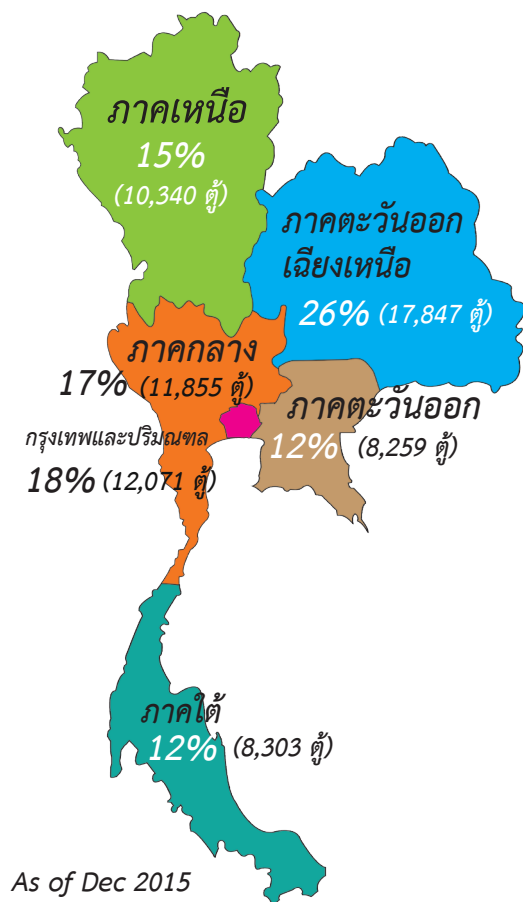 ภาคเหนือ
15%
(10,340 ตู้)
ภาคตะวันออก
เฉียงเหนือ
26% (17,847 ตู้)
ภาคกลาง
17% (11,855 ตู้)
ภาคตะวันออก
12% (8,259 ตู้)
กรุงเทพและปริมณฑล
18% (12,071 ตู้)
ภาคใต้
12% (8,303 ตู้)
As of Dec 2015